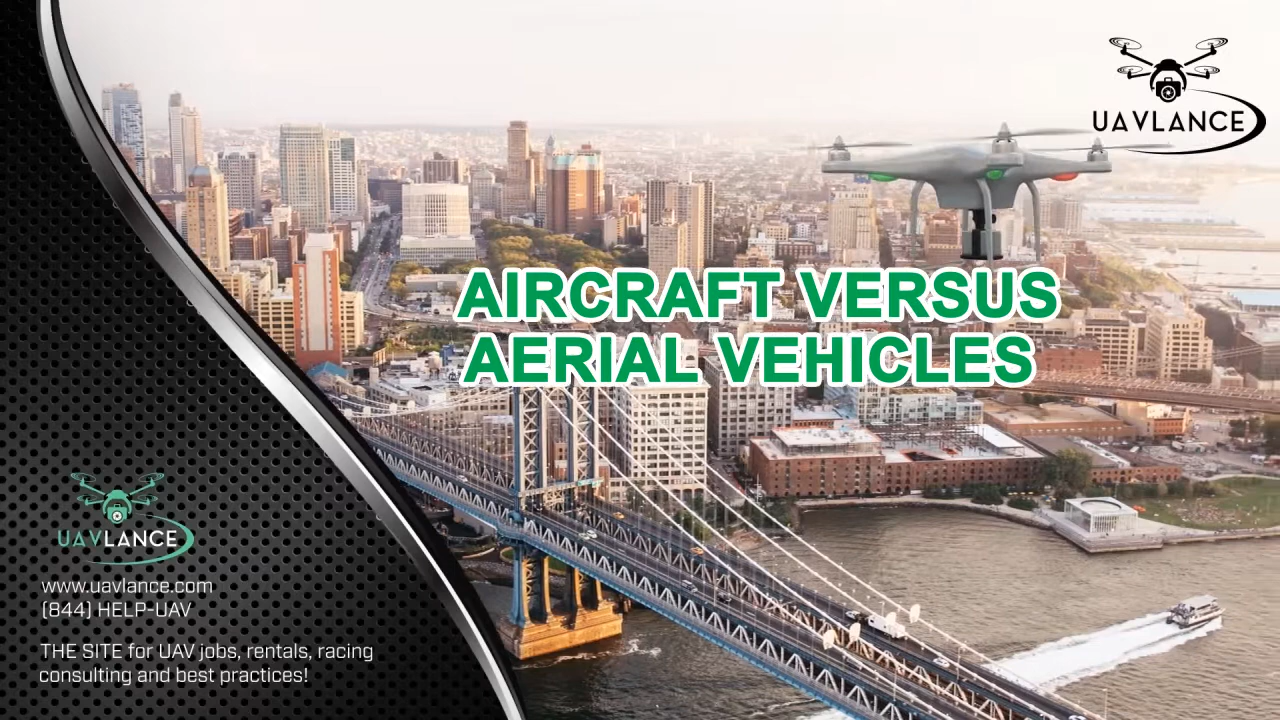 UAVLANCE
AIRCRAFT VERSUS
AERIAL VEHICLES
UAVLANCE
www.uavlance.com
(844) HELP-UAV
THE SITE for UAV jobs, rentals, racing
consulting and best practices!